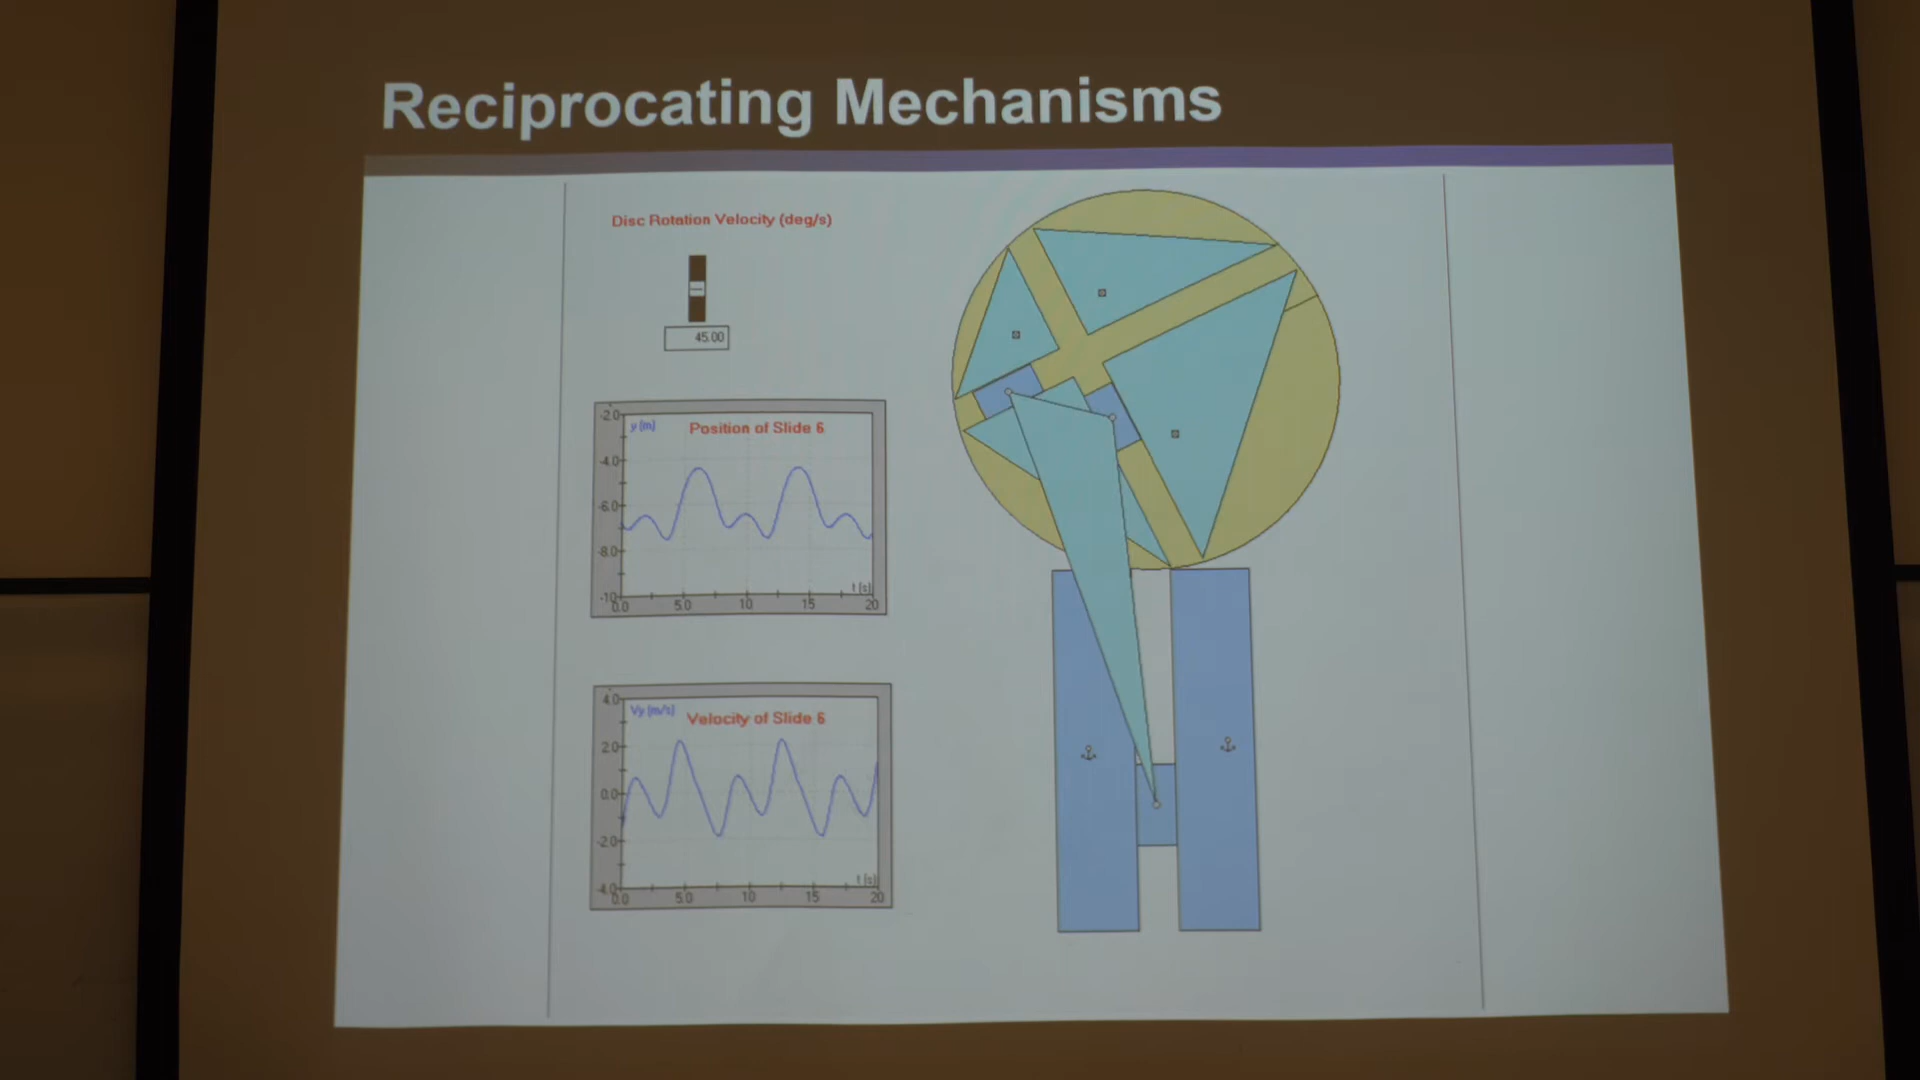 Reciprocating Mechanisms
Disc Rotation Velocity (deg/s)
45.00
-2.0
y [m]
Position of Slide 6
-4.0
-6.0
-8.0
-10
t [s]
0.0 5.0 10 15 20
4.0
Vy [m/s]
Velocity of Slide 6
2.0
0.0
-2.0
-4.0
t [s]
0.0 5.0 10 15 20